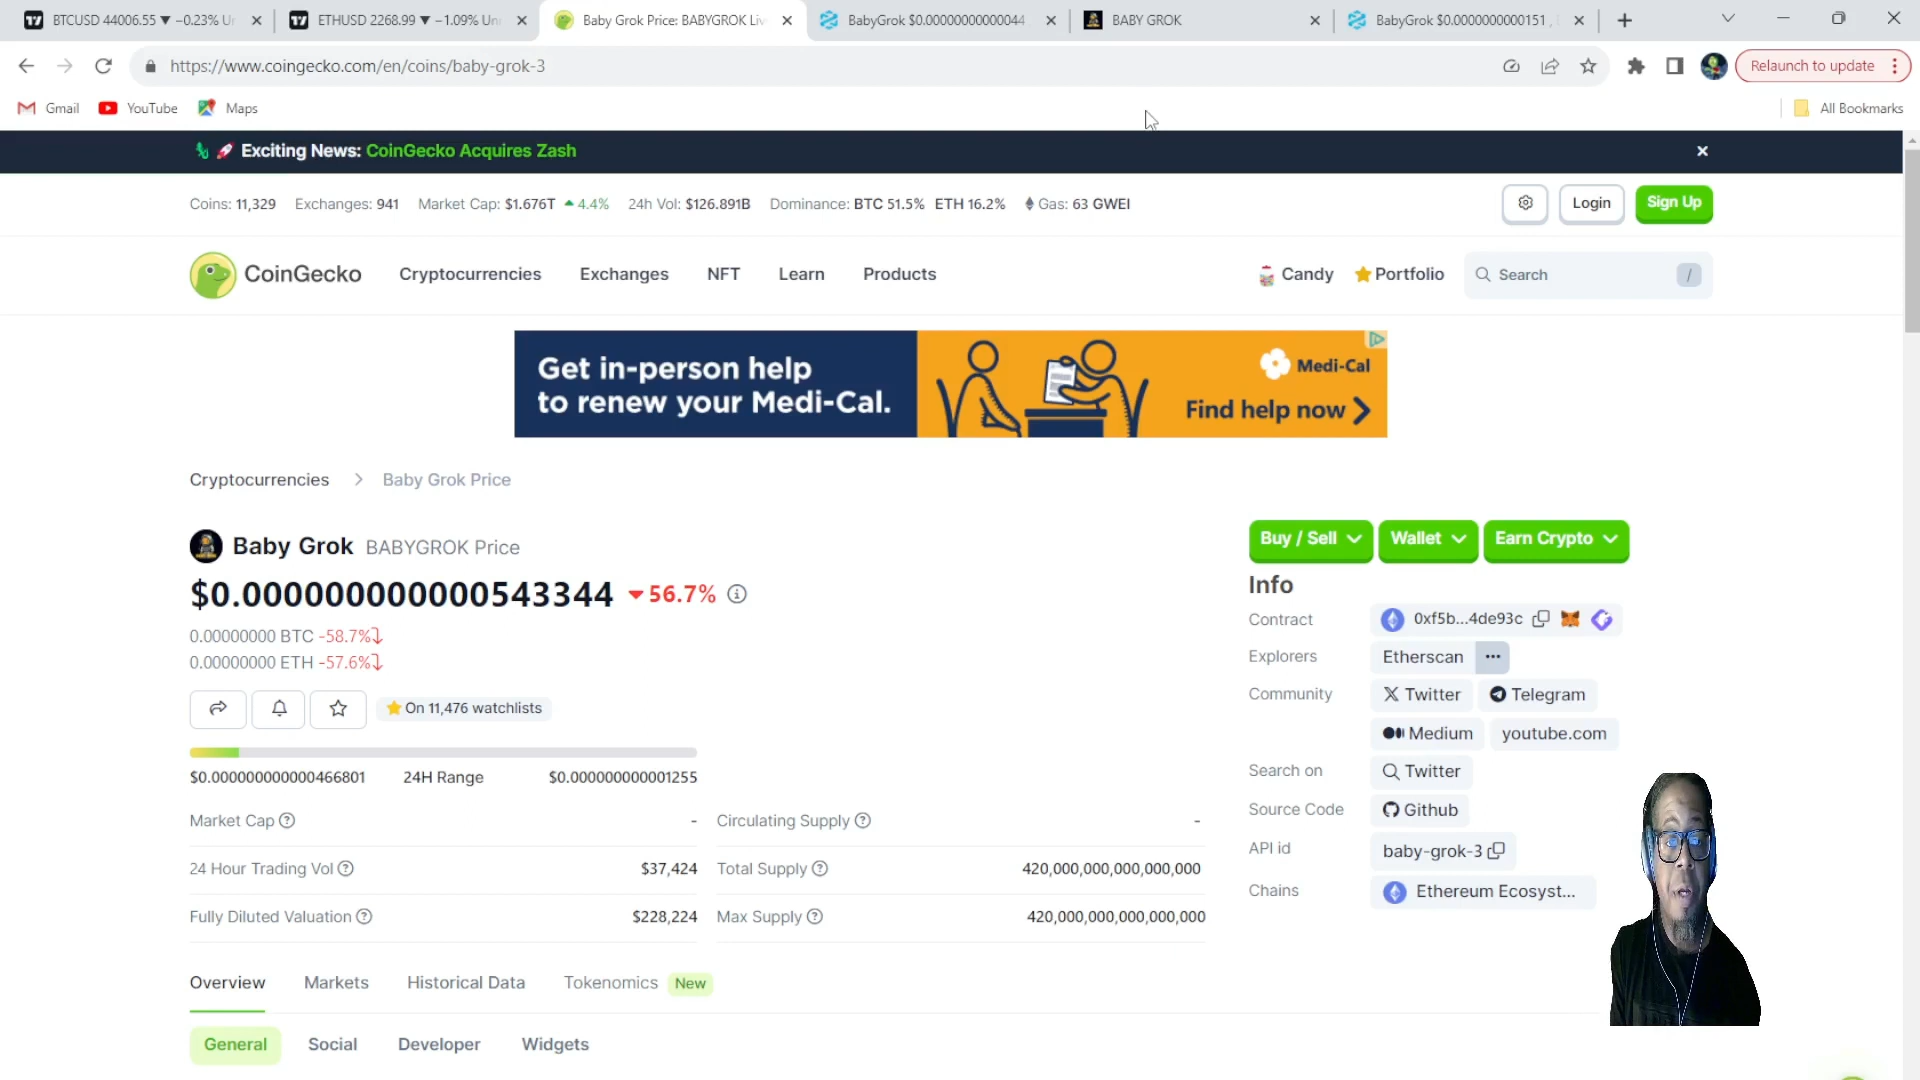 BTCUSD 44006.55 ▼ −0.23% Un
ETHUSD 2268.99 ▼ −1.09% Unn
Baby Grok Price: BABYGROK Liv
BabyGrok $0.00000000000044
BABY GROK
BabyGrok $0.0000000000151
https://www.coingecko.com/en/coins/baby-grok-3
Relaunch to update
Gmail
YouTube
Maps
All Bookmarks
Exciting News: CoinGecko Acquires Zash
Coins: 11,329 Exchanges: 941 Market Cap: $1.676T 4.4% 24h Vol: $126.891B Dominance: BTC 51.5% ETH 16.2% Gas: 63 GWEI
Login
Sign Up
CoinGecko
Cryptocurrencies
Exchanges
NFT
Learn
Products
Candy
Portfolio
Search /
Get in-person help
to renew your Medi-Cal.
Medi-Cal
Find help now
Cryptocurrencies > Baby Grok Price
Baby Grok BABYGROK Price
$0.000000000000543344 56.7%
0.00000000 BTC -58.7%
0.00000000 ETH -57.6%
On 11,476 watchlists
$0.000000000000466801 24H Range $0.000000000001255
Market Cap -
Circulating Supply -
24 Hour Trading Vol $37,424
Total Supply 420,000,000,000,000,000
Fully Diluted Valuation $228,224
Max Supply 420,000,000,000,000,000
Buy / Sell
Wallet
Earn Crypto
Info
Contract 0xf5b...4de93c
Explorers Etherscan ...
Community Twitter Telegram
Medium youtube.com
Search on Twitter
Source Code Github
API id baby-grok-3
Chains Ethereum Ecosyst...
Overview Markets Historical Data Tokenomics New
General Social Developer Widgets